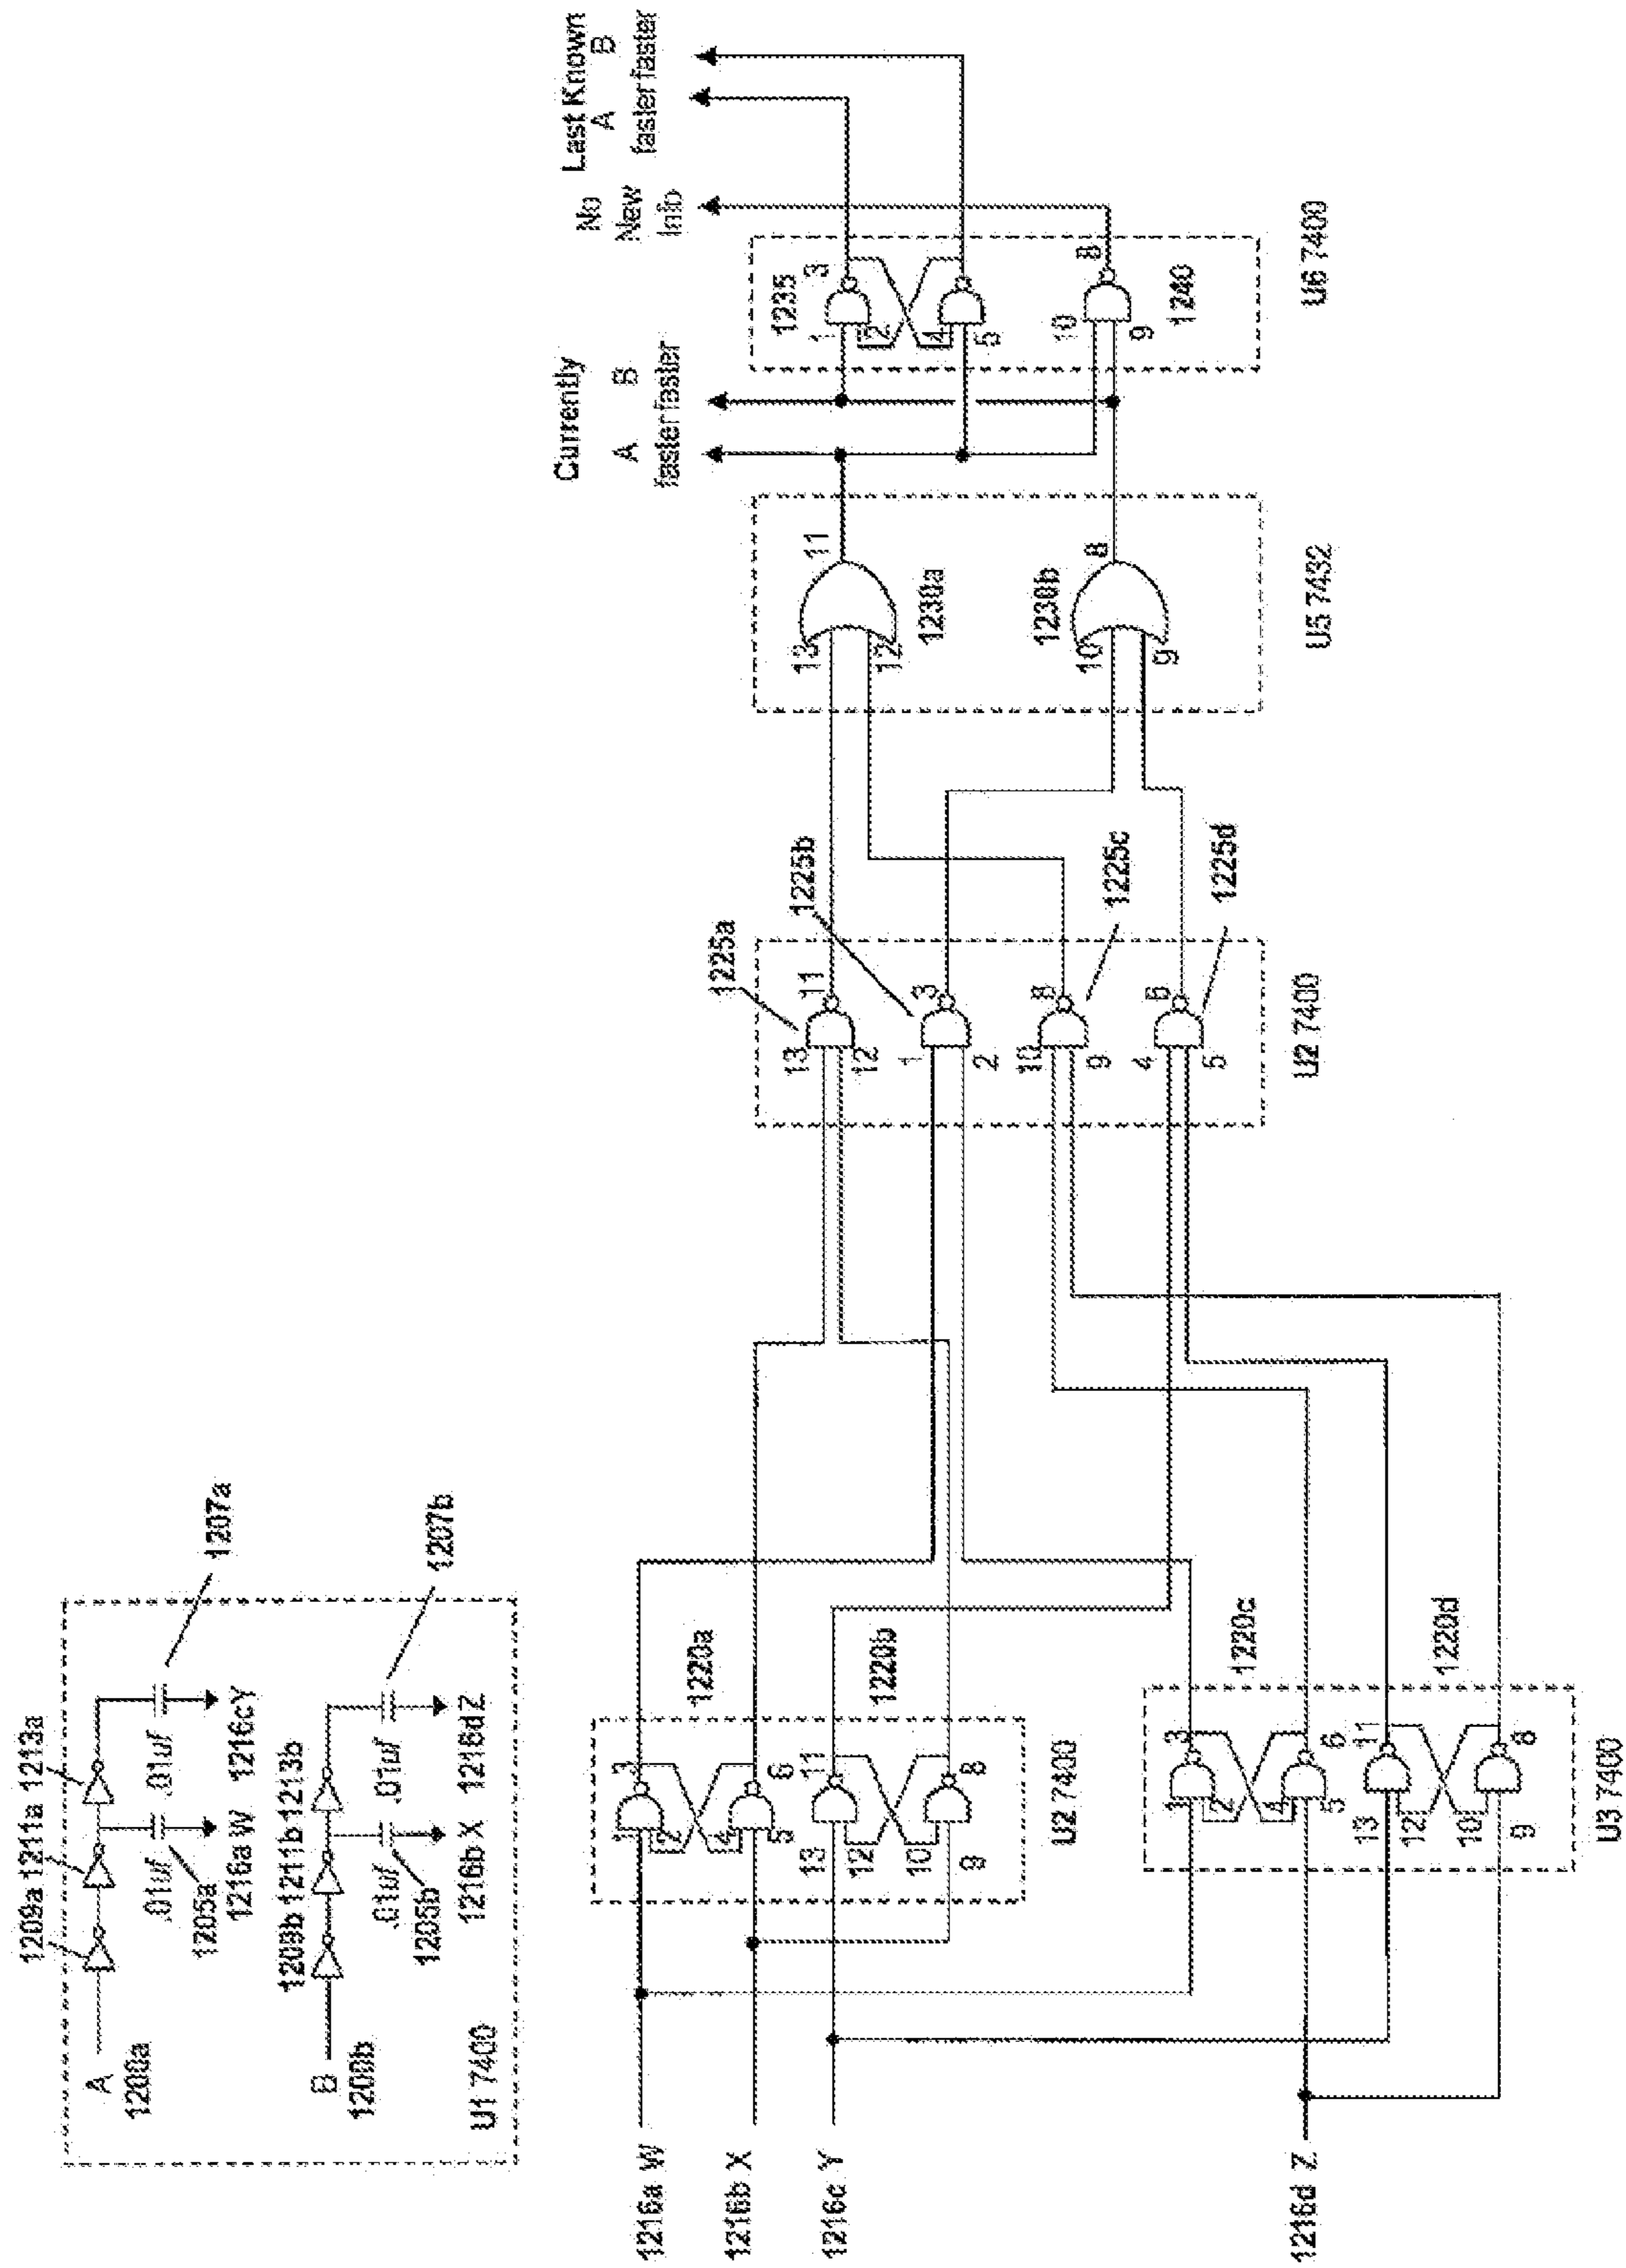 A
1200a
1209a 1211a 1213a
.01uf
.01uf
1205a
1207a
1216a W
1216c Y
B
1200b
1209b 1211b 1213b
.01uf
.01uf
1205b
1207b
1216b X
1216d Z
U1 7400
1216a W
1216b X
1216c Y
1216d Z
1
2
3
4
5
6
1220a
13
12
11
10
9
8
1220b
U2 7400
1
2
3
4
5
6
1220c
13
12
11
10
9
8
1220d
U3 7400
1225a
13
12
11
1225b
1
2
3
1225c
10
9
8
1225d
4
5
6
U2 7400
13
12
11
1230a
10
9
8
1230b
U5 7432
Currently
A B
faster faster
1235
1
2
3
4
5
10
9
8
1240
U6 7400
No
New
Info
Last Known
A B
faster faster